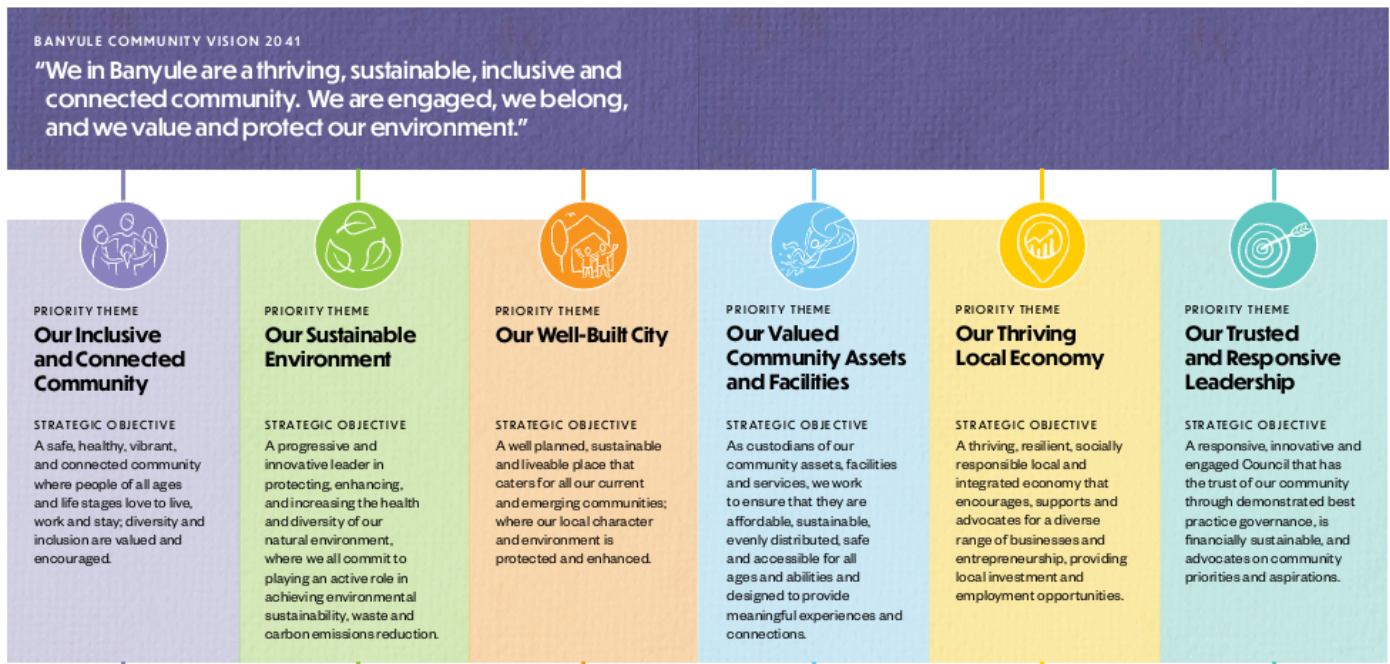 BANYULE COMMUNITY VISION 2041
“We in Banyule are a thriving, sustainable, inclusive and
connected community. We are engaged, we belong,
and we value and protect our environment.”
PRIORITY THEME
Our Inclusive
and Connected
Community
STRATEGIC OBJECTIVE
A safe, healthy, vibrant,
and connected community
where people of all ages
and life stages love to live,
work and stay; diversity and
inclusion are valued and
encouraged.
PRIORITY THEME
Our Sustainable
Environment
STRATEGIC OBJECTIVE
A progressive and
innovative leader in
protecting, enhancing,
and increasing the health
and diversity of our
natural environment,
where we all commit to
playing an active role in
achieving environmental
sustainability, waste and
carbon emissions reduction.
PRIORITY THEME
Our Well-Built City
STRATEGIC OBJECTIVE
A well planned, sustainable
and liveable place that
caters for all our current
and emerging communities;
where our local character
and environment is
protected and enhanced.
PRIORITY THEME
Our Valued
Community Assets
and Facilities
STRATEGIC OBJECTIVE
As custodians of our
community assets, facilities
and services, we work
to ensure that they are
affordable, sustainable,
evenly distributed, safe
and accessible for all
ages and abilities and
designed to provide
meaningful experiences and
connections.
PRIORITY THEME
Our Thriving
Local Economy
STRATEGIC OBJECTIVE
A thriving, resilient, socially
responsible local and
integrated economy that
encourages, supports and
advocates for a diverse
range of businesses and
entrepreneurship, providing
local investment and
employment opportunities.
PRIORITY THEME
Our Trusted
and Responsive
Leadership
STRATEGIC OBJECTIVE
A responsive, innovative and
engaged Council that has
the trust of our community
through demonstrated best
practice governance, is
financially sustainable, and
advocates on community
priorities and aspirations.